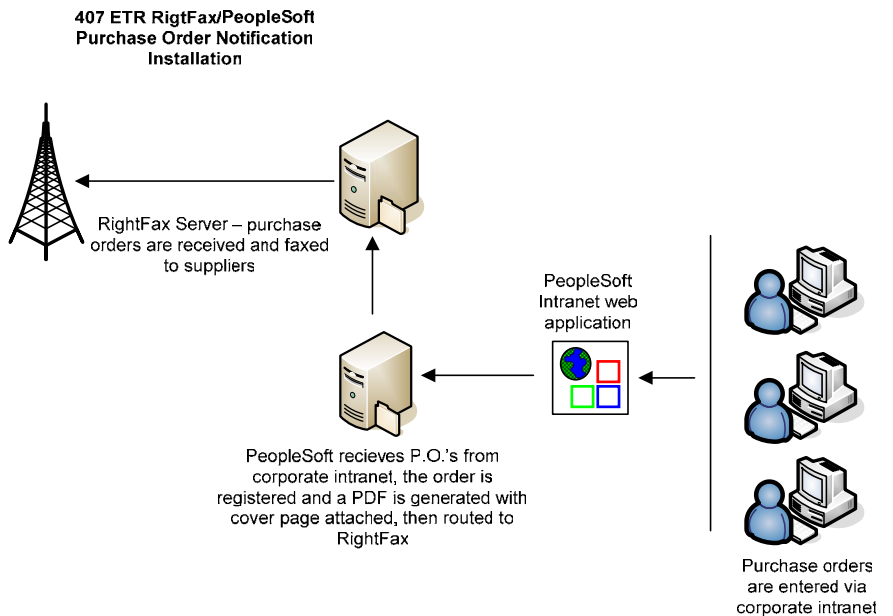 407 ETR RigtFax/PeopleSoft
Purchase Order Notification
Installation
RightFax Server – purchase
orders are received and faxed
to suppliers
PeopleSoft
Intranet web
application
PeopleSoft recieves P.O.'s from
corporate intranet, the order is
registered and a PDF is generated with
cover page attached, then routed to
RightFax
Purchase orders
are entered via
corporate intranet